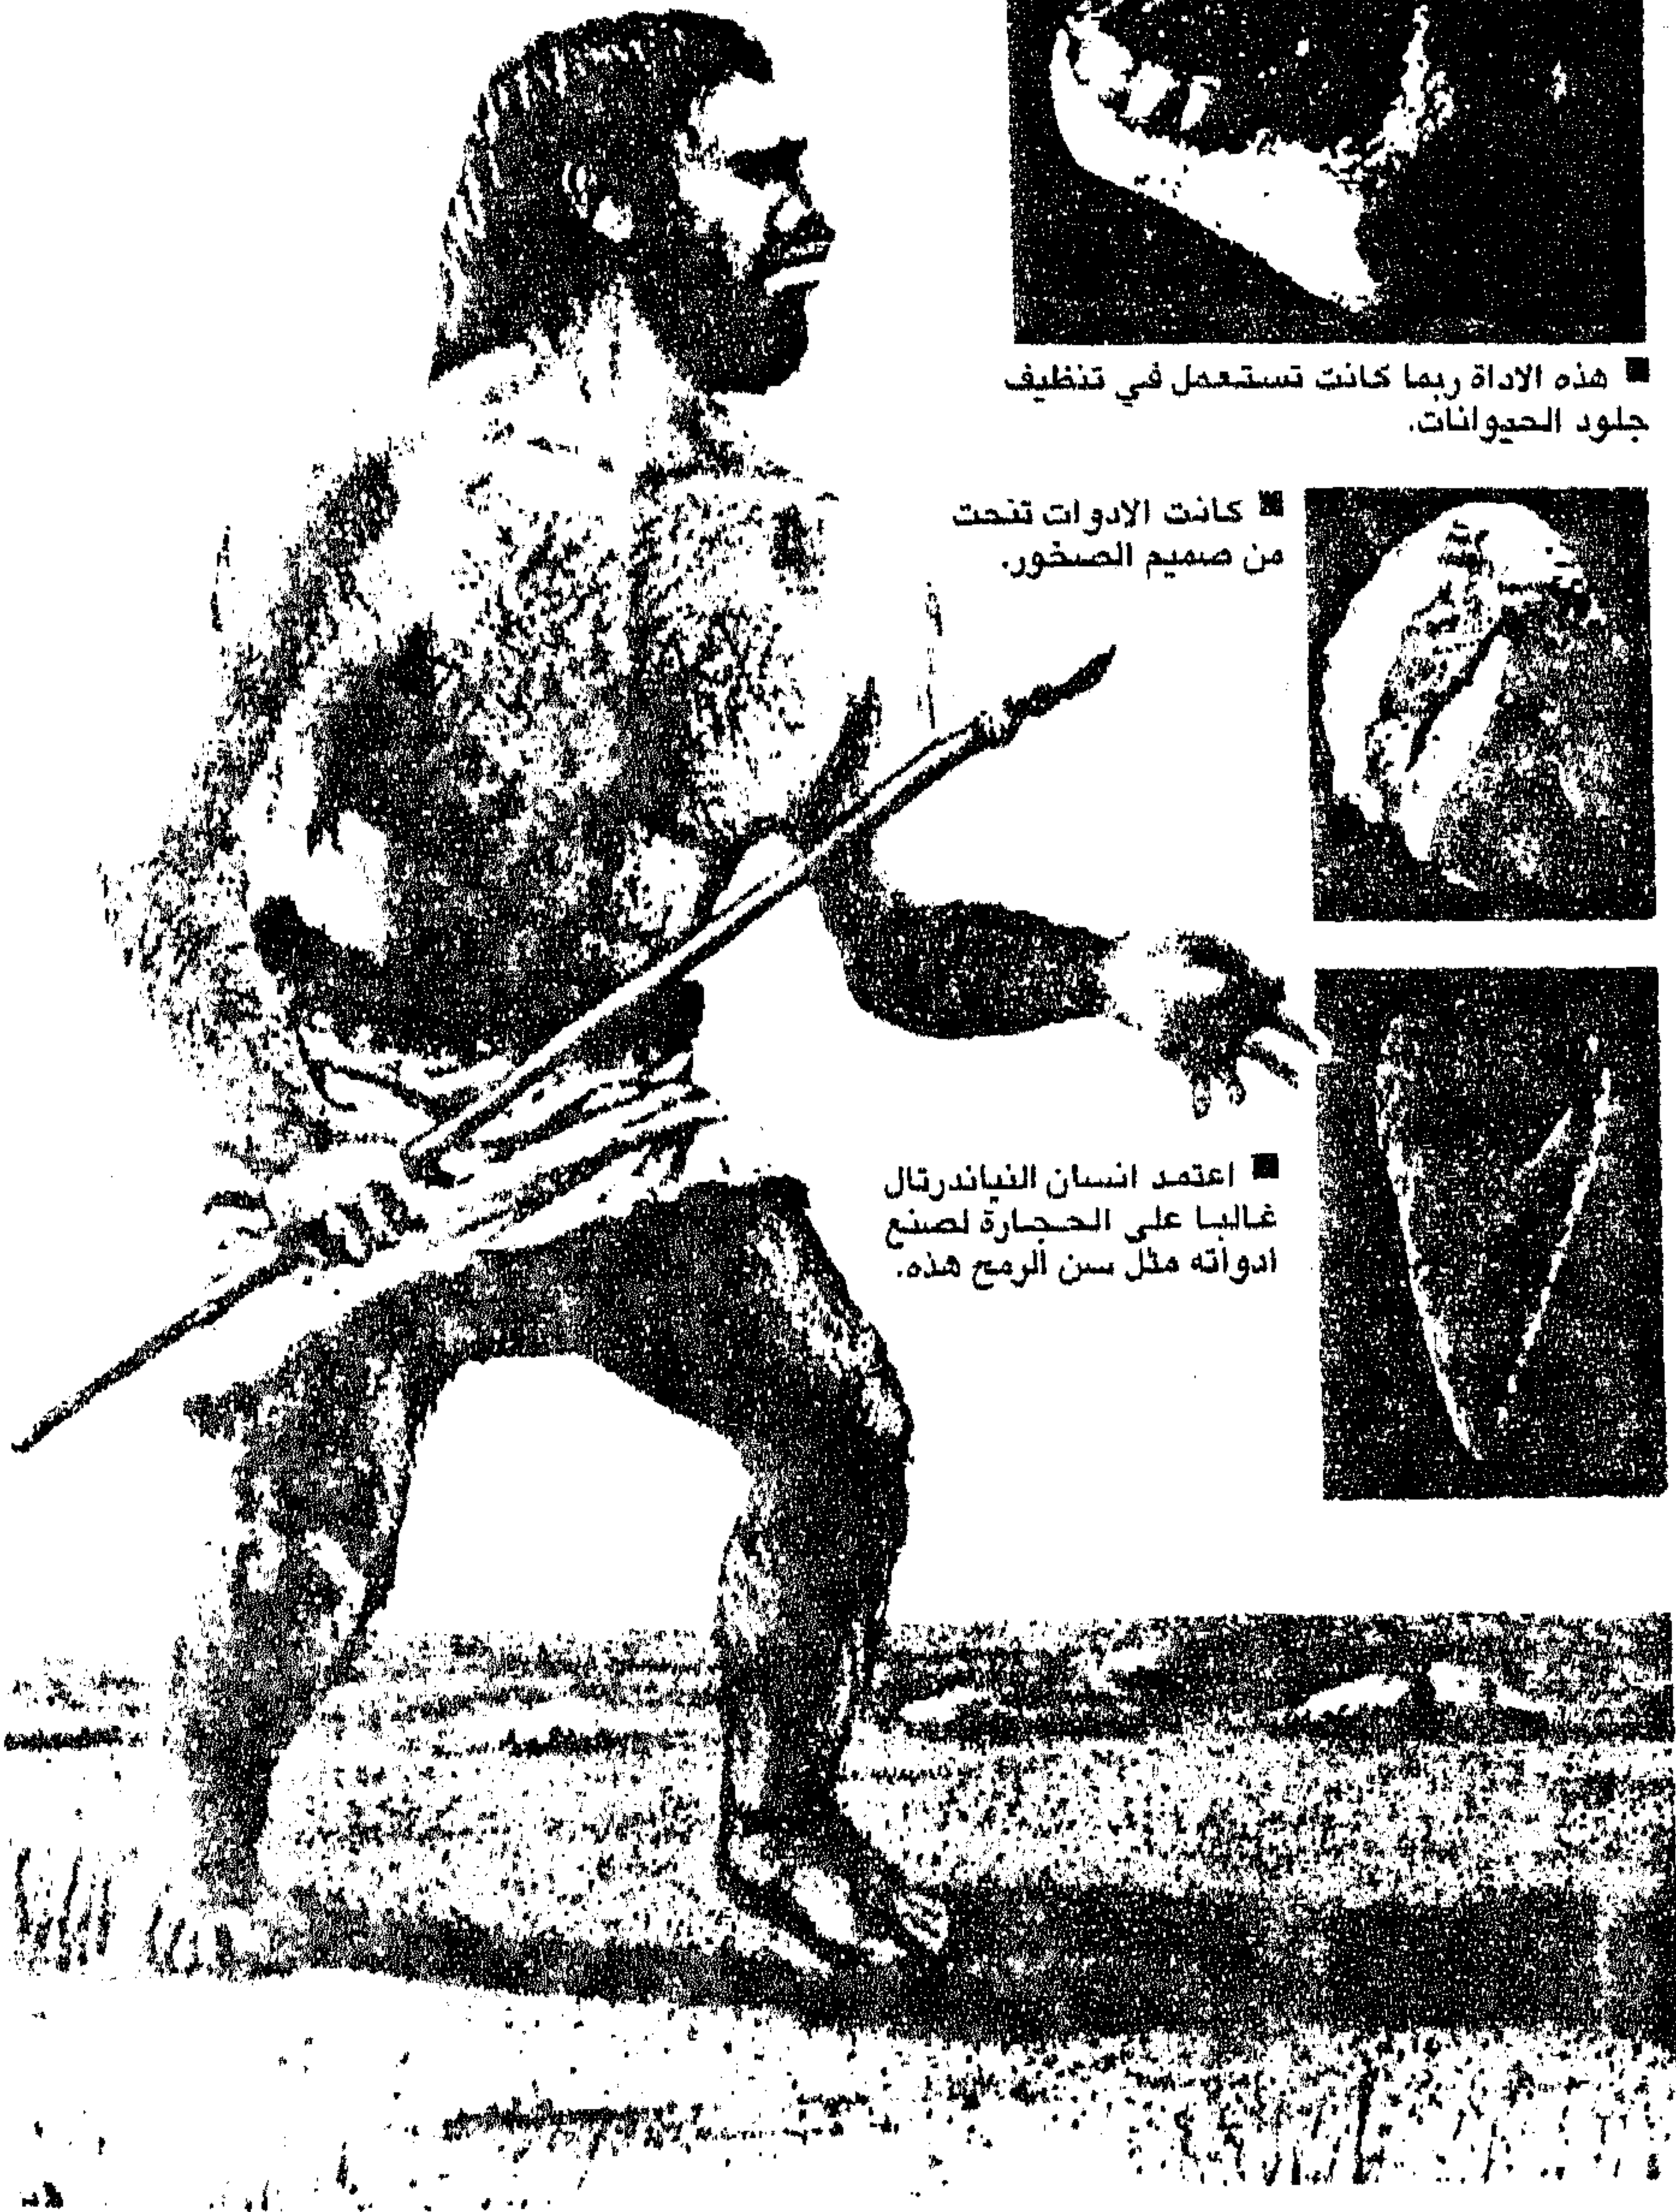 ■ هذه الاداة ربما كانت تستعمل في تنظيف
جلود الحيوانات.
■ كانت الادوات تنحت
من صميم الصخور.
■ اعتمد انسان النياندرتال
غالبا على الحجارة لصنع
ادواته مثل سن الرمح هذه.